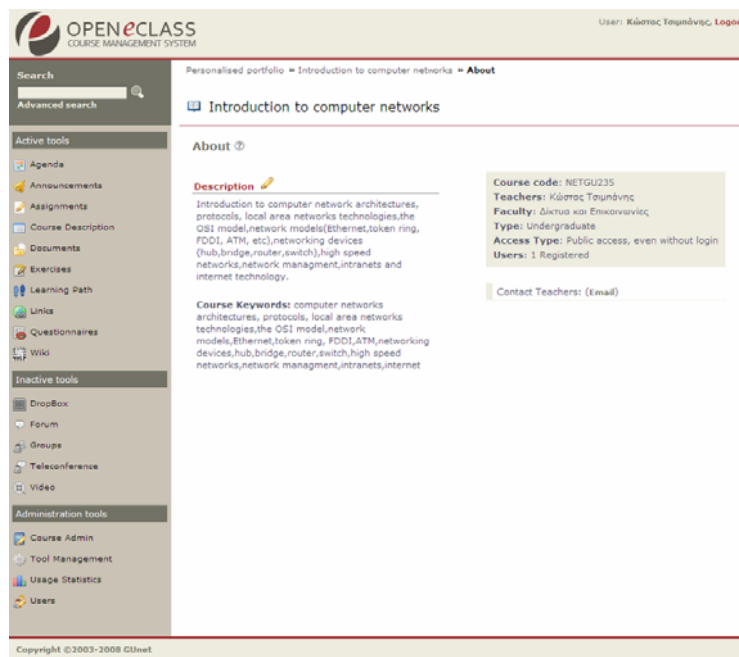 OPEN eCLASS
COURSE MANAGEMENT SYSTEM
User: Κώστας Τσιμπάνης, Logou
Search
Advanced search
Personalised portfolio » Introduction to computer networks » About
Introduction to computer networks
Active tools
Agenda
Announcements
Assignments
Course Description
Documents
Exercises
Learning Path
Links
Questionnaires
Wiki
Inactive tools
DropBox
Forum
Groups
Teleconference
Video
Administration tools
Course Admin
Tool Management
Usage Statistics
Users
About
Description
Introduction to computer network architectures,
protocols, local area networks technologies,the
OSI model,network models(Ethernet,token ring,
FDDI, ATM, etc),networking devices
(hub,bridge,router,switch),high speed
networks,network managment,intranets and
internet technology.
Course Keywords: computer networks
architectures, protocols, local area networks
technologies,the OSI model,network
models,Ethernet,token ring, FDDI,ATM,networking
devices,hub,bridge,router,switch,high speed
networks,network managment,intranets,internet
Course code: NETGU235
Teachers: Κώστας Τσιμπάνης
Faculty: Δίκτυα και Επικοινωνίες
Type: Undergraduate
Access Type: Public access, even without login
Users: 1 Registered
Contact Teachers: (Email)
Copyright ©2003-2008 GUnet